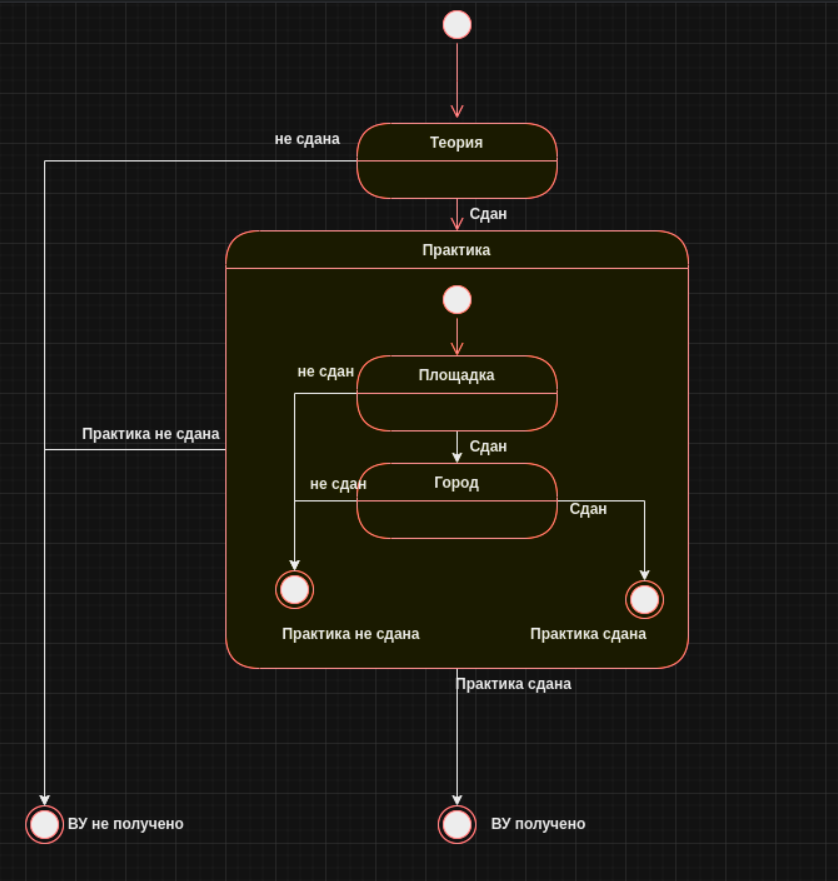 не сдана
Теория
Сдан
Практика
не сдан
Площадка
Практика не сдана
Сдан
не сдан
Город
Сдан
Практика не сдана
Практика сдана
Практика сдана
ВУ не получено
ВУ получено